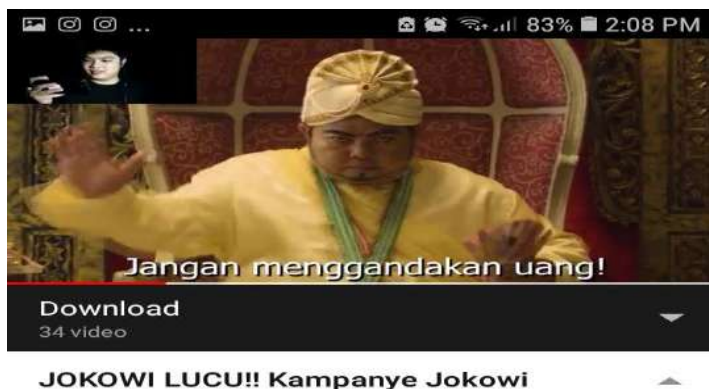 ... 83% 2:08 PM
Jangan menggandakan uang!
Download
34 video
JOKOWI LUCU!! Kampanye Jokowi